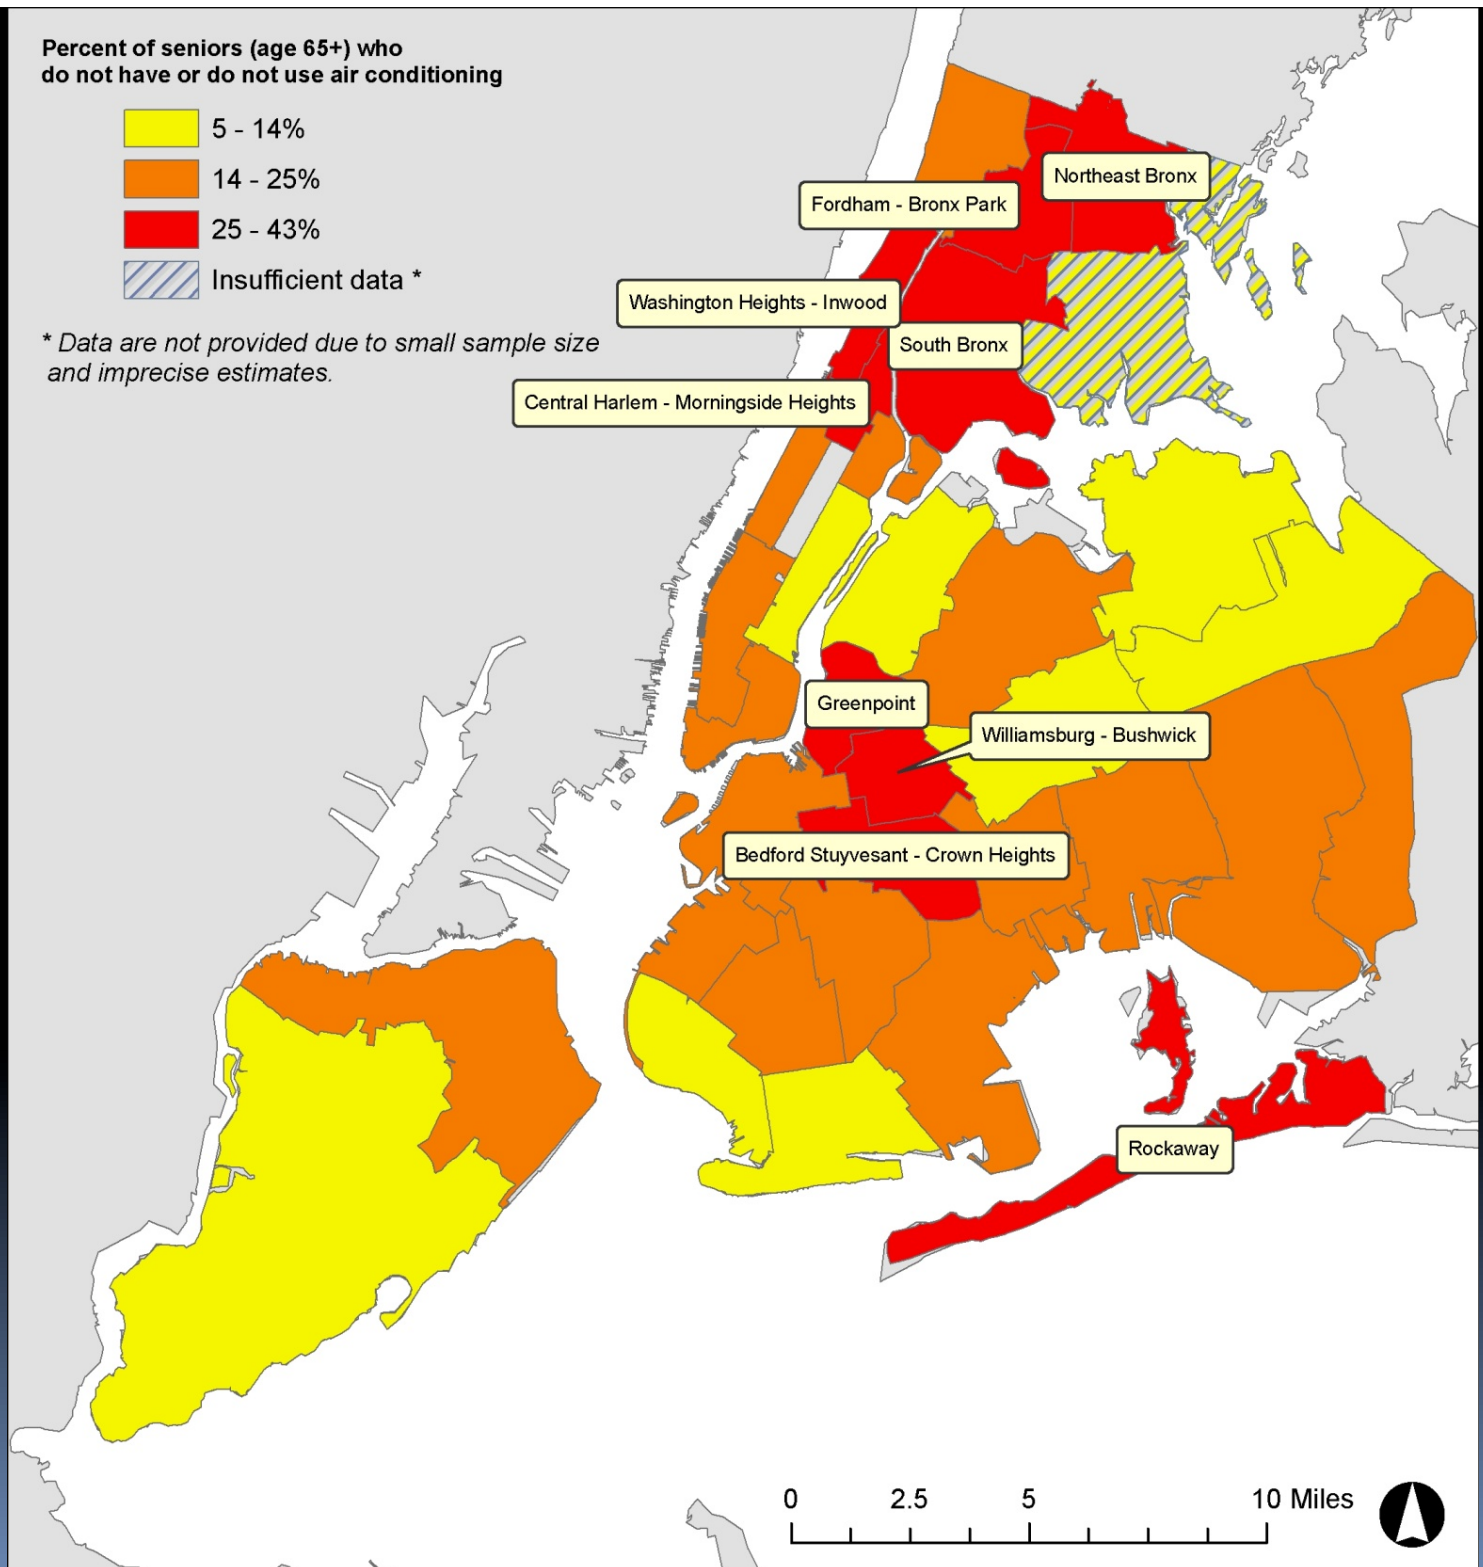 Percent of seniors (age 65+) who
do not have or do not use air conditioning
5 - 14%
14 - 25%
25 - 43%
Insufficient data *
* Data are not provided due to small sample size
and imprecise estimates.
Northeast Bronx
Fordham - Bronx Park
Washington Heights - Inwood
South Bronx
Central Harlem - Morningside Heights
Greenpoint
Williamsburg - Bushwick
Bedford Stuyvesant - Crown Heights
Rockaway
0 2.5 5 10 Miles